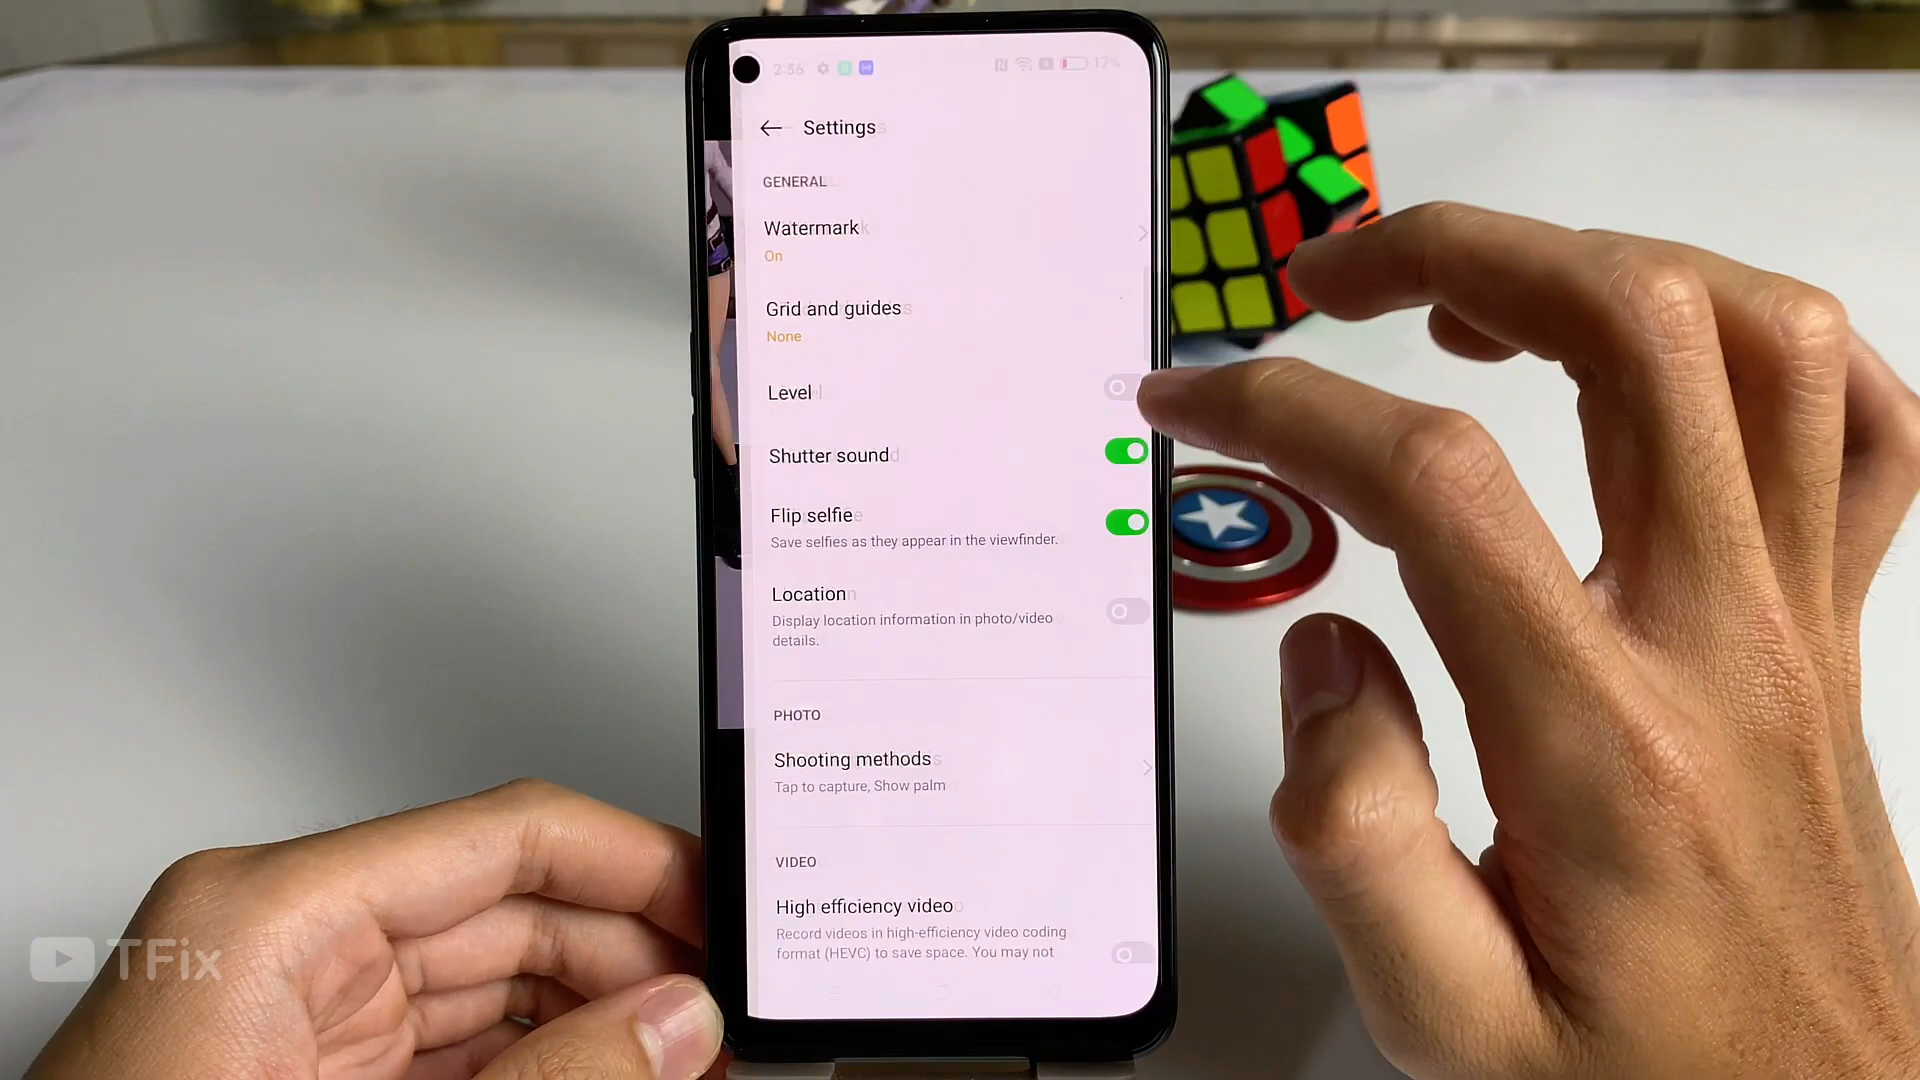 2:36
17%
Settings
GENERAL
Watermark
On
Grid and guides
None
Level
Shutter sound
Flip selfie
Save selfies as they appear in the viewfinder.
Location
Display location information in photo/video
details.
PHOTO
Shooting methods
Tap to capture, Show palm
VIDEO
High efficiency video
Record videos in high-efficiency video coding
format (HEVC) to save space. You may not
TFix